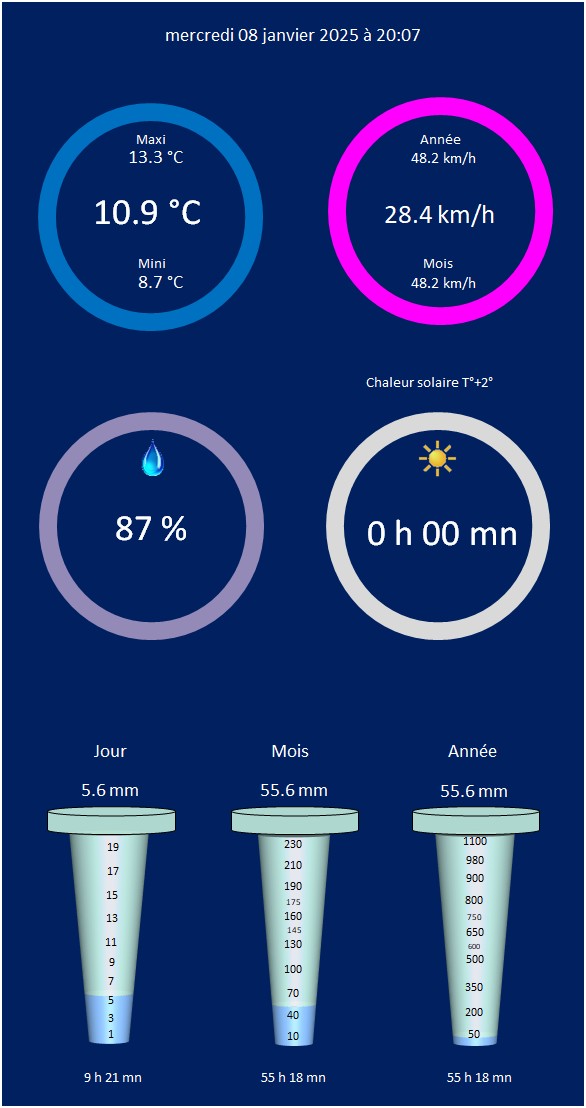 mercredi 08 janvier 2025 à 20:07
Maxi
13.3 °C
10.9 °C
Mini
8.7 °C
Année
48.2 km/h
28.4 km/h
Mois
48.2 km/h
Chaleur solaire T°+2°
87 %
0 h 00 mn
Jour
5.6 mm
19
17
15
13
11
9
7
5
3
1
9 h 21 mn
Mois
55.6 mm
230
210
190
175
160
145
130
100
70
40
10
55 h 18 mn
Année
55.6 mm
1100
980
900
800
750
650
600
500
350
200
50
55 h 18 mn